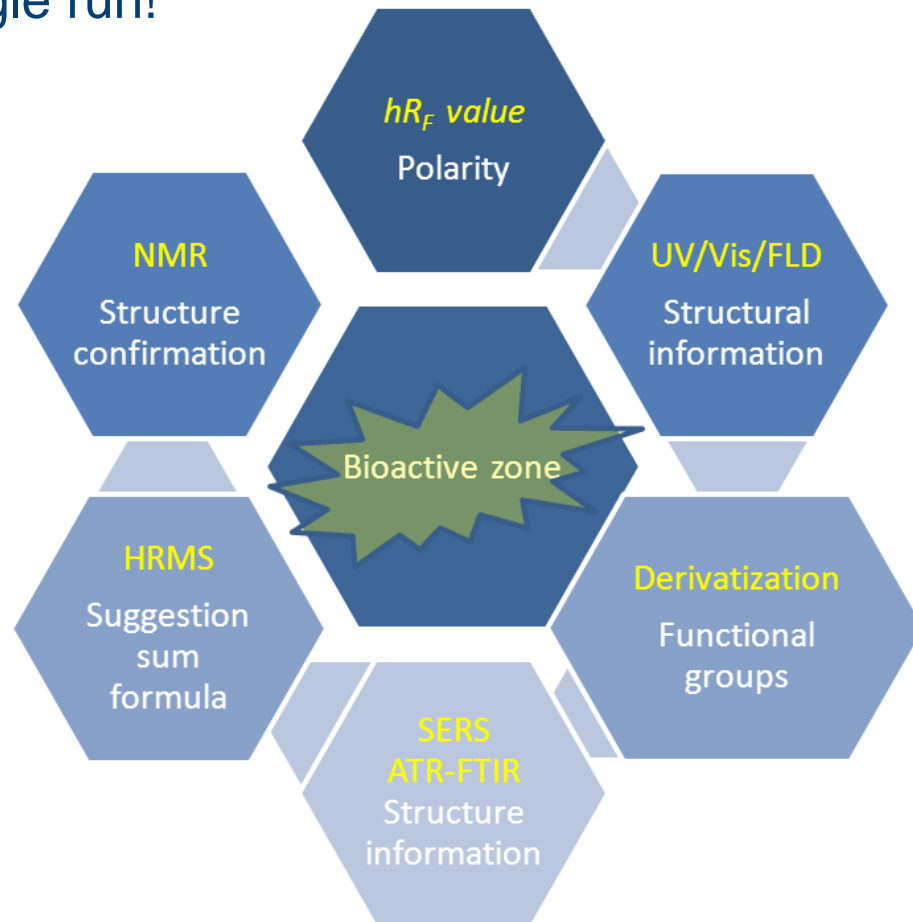 run!
hRF value
Polarity
NMR
Structure
confirmation
UV/Vis/FLD
Structural
information
Bioactive zone
HRMS
Suggestion
sum
formula
Derivatization
Functional
groups
SERS
ATR-FTIR
Structure
information